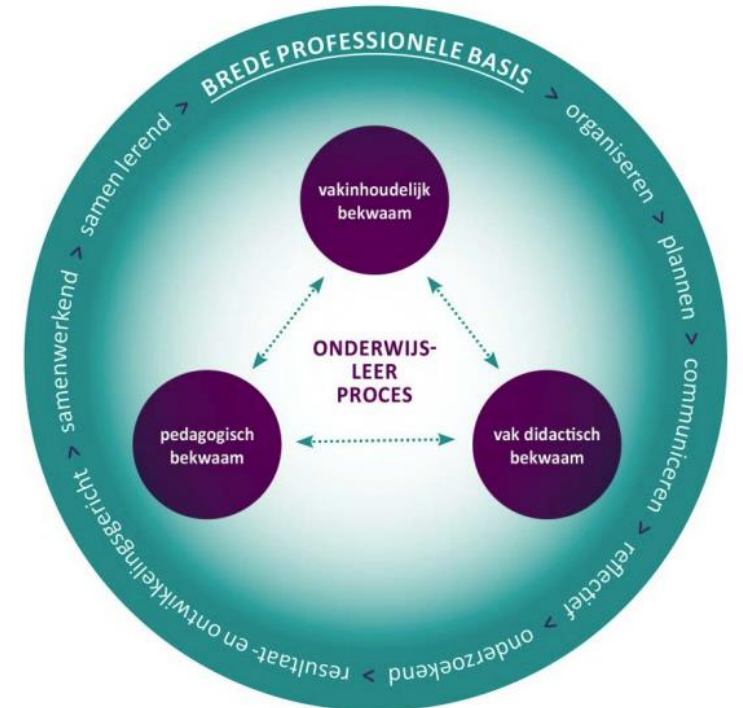 BREDE PROFESSIONELE BASIS
> organiseren > plannen > communiceren > reflectief > onderzoekend > resultaat- en ontwikkelingsgericht > samenwerkend > samen lerend >
vakinhoudelijk
bekwaam
ONDERWIJS-
LEER
PROCES
pedagogisch
bekwaam
vak didactisch
bekwaam